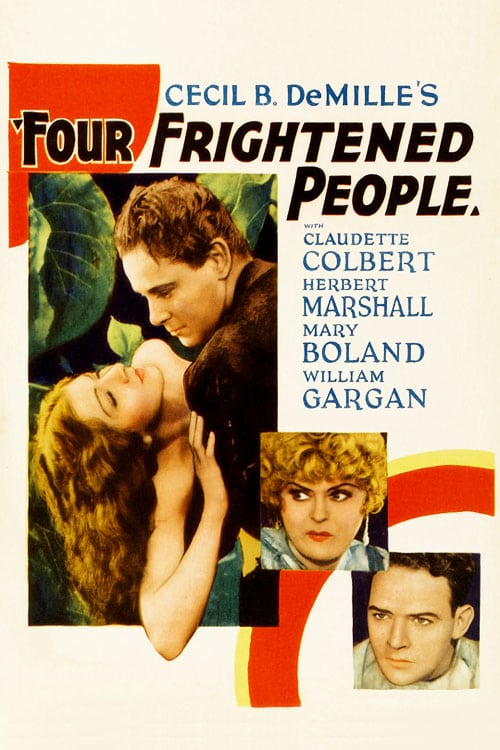 CECIL B. DEMILLE'S
FOUR FRIGHTENED
PEOPLE.
WITH
CLAUDETTE
COLBERT
HERBERT
MARSHALL
MARY
BOLAND
WILLIAM
GARGAN